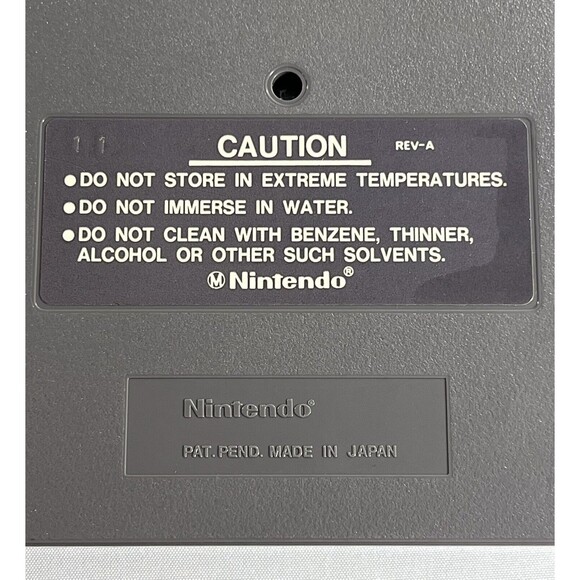 11
CAUTION REV-A
●DO NOT STORE IN EXTREME TEMPERATURES.
●DO NOT IMMERSE IN WATER.
●DO NOT CLEAN WITH BENZENE, THINNER,
ALCOHOL OR OTHER SUCH SOLVENTS.
Ⓜ Nintendo®
Nintendo®
PAT. PEND. MADE IN JAPAN